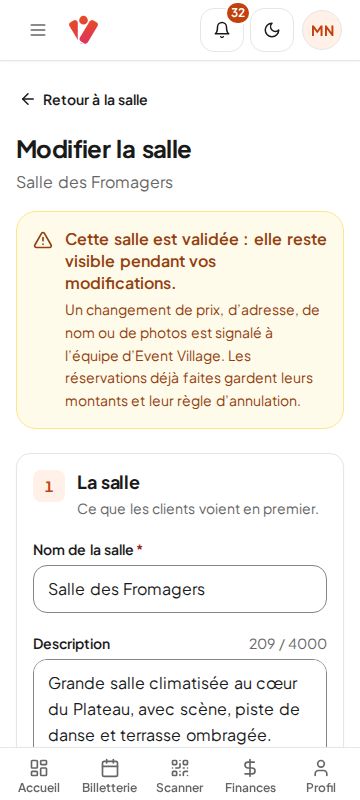 32
MN
Retour à la salle
Modifier la salle
Salle des Fromagers
Cette salle est validée : elle reste
visible pendant vos
modifications.
Un changement de prix, d’adresse, de
nom ou de photos est signalé à
l’équipe d’Event Village. Les
réservations déjà faites gardent leurs
montants et leur règle d’annulation.
1
La salle
Ce que les clients voient en premier.
Nom de la salle *
Salle des Fromagers
Description 209 / 4000
Grande salle climatisée au cœur
du Plateau, avec scène, piste de
danse et terrasse ombragée.
Accueil Billetterie Scanner Finances Profil